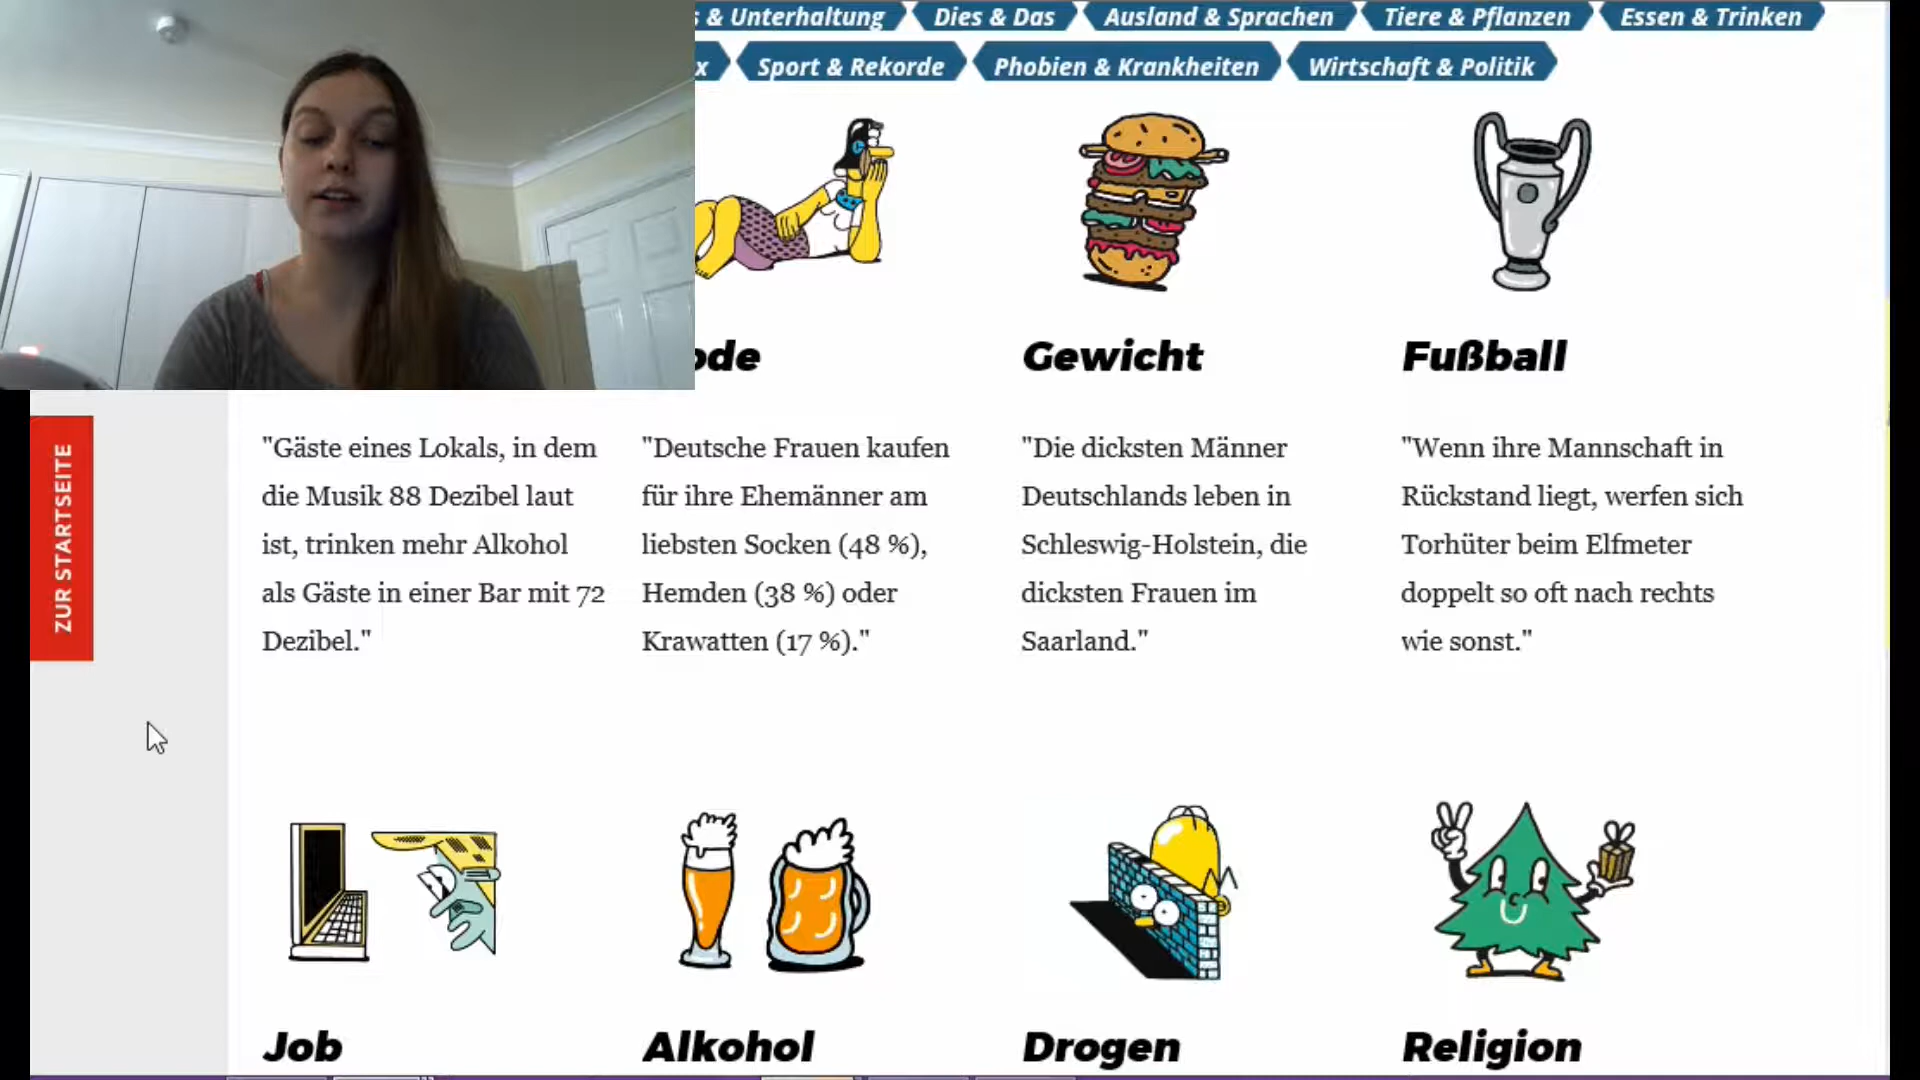 & Unterhaltung
Dies & Das
Ausland & Sprachen
Tiere & Pflanzen
Essen & Trinken
x
Sport & Rekorde
Phobien & Krankheiten
Wirtschaft & Politik
ode
Gewicht
Fußball
ZUR STARTSEITE
"Gäste eines Lokals, in dem
die Musik 88 Dezibel laut
ist, trinken mehr Alkohol
als Gäste in einer Bar mit 72
Dezibel."
"Deutsche Frauen kaufen
für ihre Ehemänner am
liebsten Socken (48 %),
Hemden (38 %) oder
Krawatten (17 %)."
"Die dicksten Männer
Deutschlands leben in
Schleswig-Holstein, die
dicksten Frauen im
Saarland."
"Wenn ihre Mannschaft in
Rückstand liegt, werfen sich
Torhüter beim Elfmeter
doppelt so oft nach rechts
wie sonst."
Job
Alkohol
Drogen
Religion